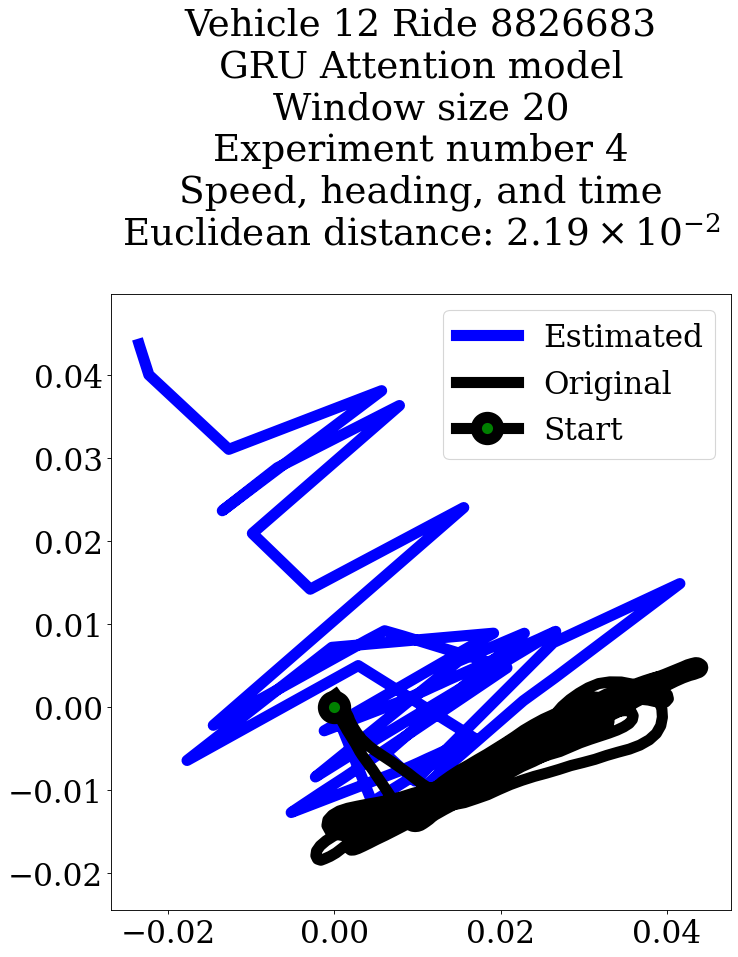 Vehicle 12 Ride 8826683
GRU Attention model
Window size 20
Experiment number 4
Speed, heading, and time
Euclidean distance: 2.19 × 10⁻²
Estimated
Original
Start
0.04
0.03
0.02
0.01
0.00
−0.01
−0.02
−0.02 0.00 0.02 0.04